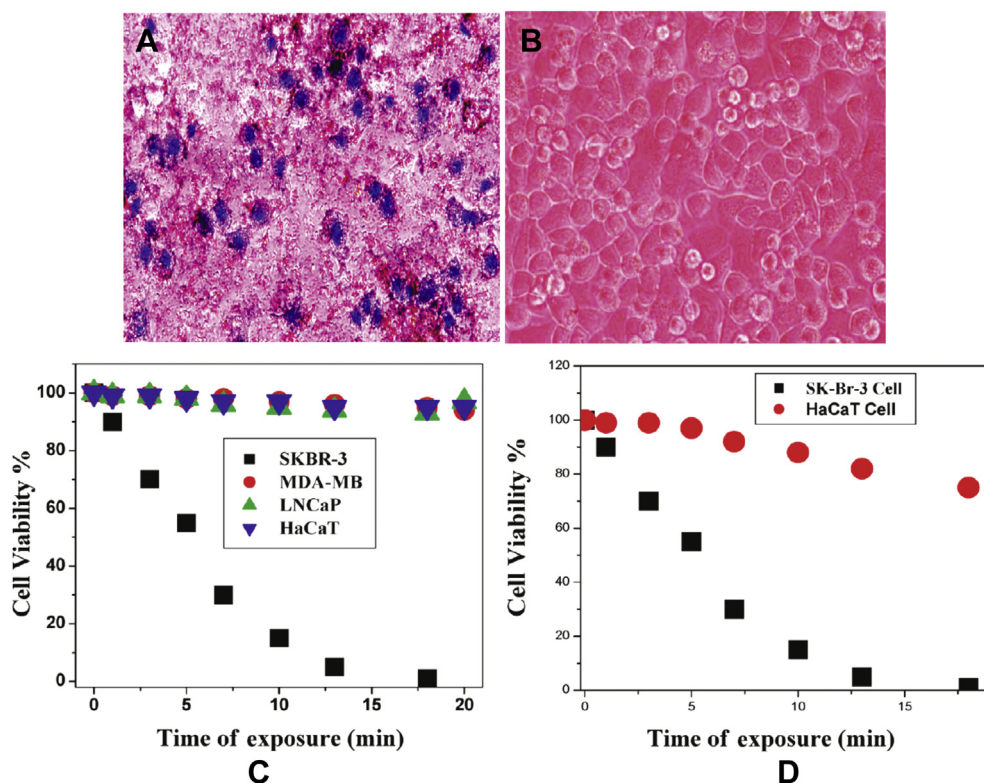 A
B
100
80
60
40
20
0
Cell Viability %
SKBR-3
MDA-MB
LNCaP
HaCaT
0
5
10
15
20
Time of exposure (min)
C
120
100
80
60
40
20
0
Cell Viability %
SK-Br-3 Cell
HaCaT Cell
0
5
10
15
Time of exposure (min)
D